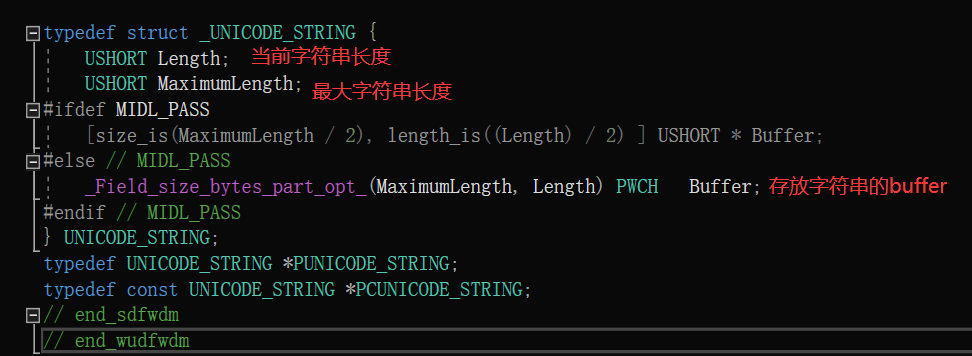 typedef struct _UNICODE_STRING {
USHORT Length; 当前字符串长度
USHORT MaximumLength; 最大字符串长度
#ifdef MIDL_PASS
[size_is(MaximumLength / 2), length_is((Length) / 2) ] USHORT * Buffer;
#else // MIDL_PASS
_Field_size_bytes_part_opt_(MaximumLength, Length) PWCH   Buffer; 存放字符串的buffer
#endif // MIDL_PASS
} UNICODE_STRING;
typedef UNICODE_STRING *PUNICODE_STRING;
typedef const UNICODE_STRING *PCUNICODE_STRING;
// end_sdfwdm
// end_wudfwdm